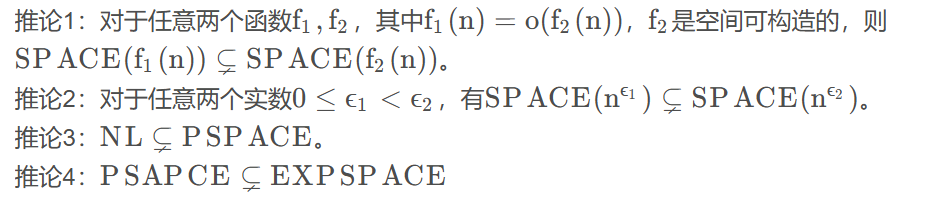 推论1：对于任意两个函数f₁,f₂，其中f₁(n)=o(f₂(n))，f₂是空间可构造的，则
SPACE(f₁(n))⊊SPACE(f₂(n))。
推论2：对于任意两个实数0≤ϵ₁<ϵ₂，有SPACE(n^ϵ₁)⊊SPACE(n^ϵ₂)。
推论3：NL⊊PSPACE。
推论4：PSAPCE⊊EXPSPACE